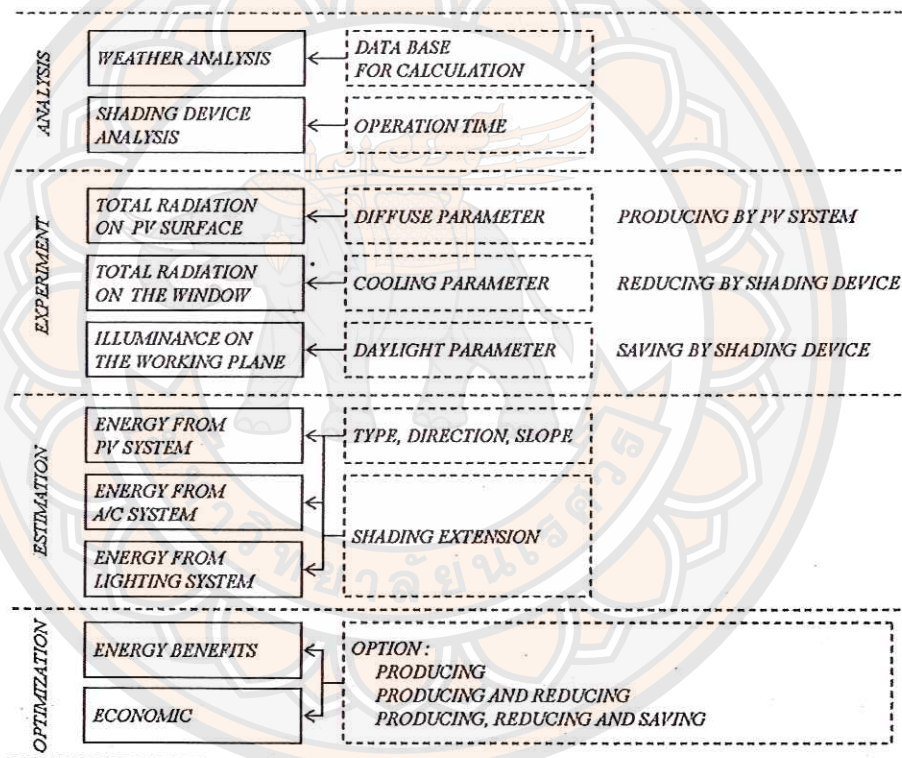 ANALYSIS
WEATHER ANALYSIS
DATA BASE
FOR CALCULATION
SHADING DEVICE
ANALYSIS
OPERATION TIME
EXPERIMENT
TOTAL RADIATION
ON PV SURFACE
DIFFUSE PARAMETER
PRODUCING BY PV SYSTEM
TOTAL RADIATION
ON THE WINDOW
COOLING PARAMETER
REDUCING BY SHADING DEVICE
ILLUMINANCE ON
THE WORKING PLANE
DAYLIGHT PARAMETER
SAVING BY SHADING DEVICE
ESTIMATION
ENERGY FROM
PV SYSTEM
TYPE, DIRECTION, SLOPE
ENERGY FROM
A/C SYSTEM
SHADING EXTENSION
ENERGY FROM
LIGHTING SYSTEM
OPTIMIZATION
ENERGY BENEFITS
ECONOMIC
OPTION :
PRODUCING
PRODUCING AND REDUCING
PRODUCING, REDUCING AND SAVING